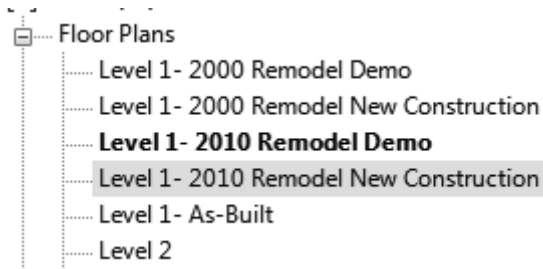 Floor Plans
Level 1- 2000 Remodel Demo
Level 1- 2000 Remodel New Construction
Level 1- 2010 Remodel Demo
Level 1- 2010 Remodel New Construction
Level 1- As-Built
Level 2